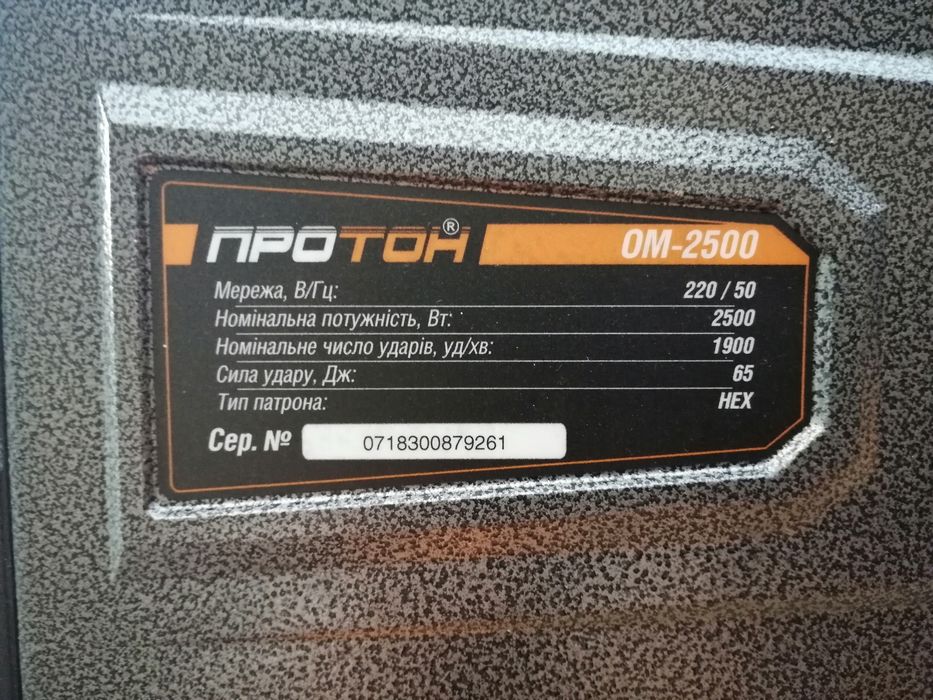 ПРОТОН® ОМ-2500
Мережа, В/Гц: 220 / 50
Номінальна потужність, Вт: 2500
Номінальне число ударів, уд/хв: 1900
Сила удару, Дж: 65
Тип патрона: HEX
Сер. № 0718300879261